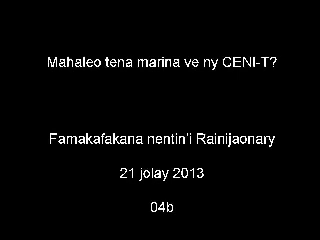 Mahaleo tena marina ve ny CENI-T?
Famakafakana nentin'i Rainijaonary
21 jolay 2013
04b